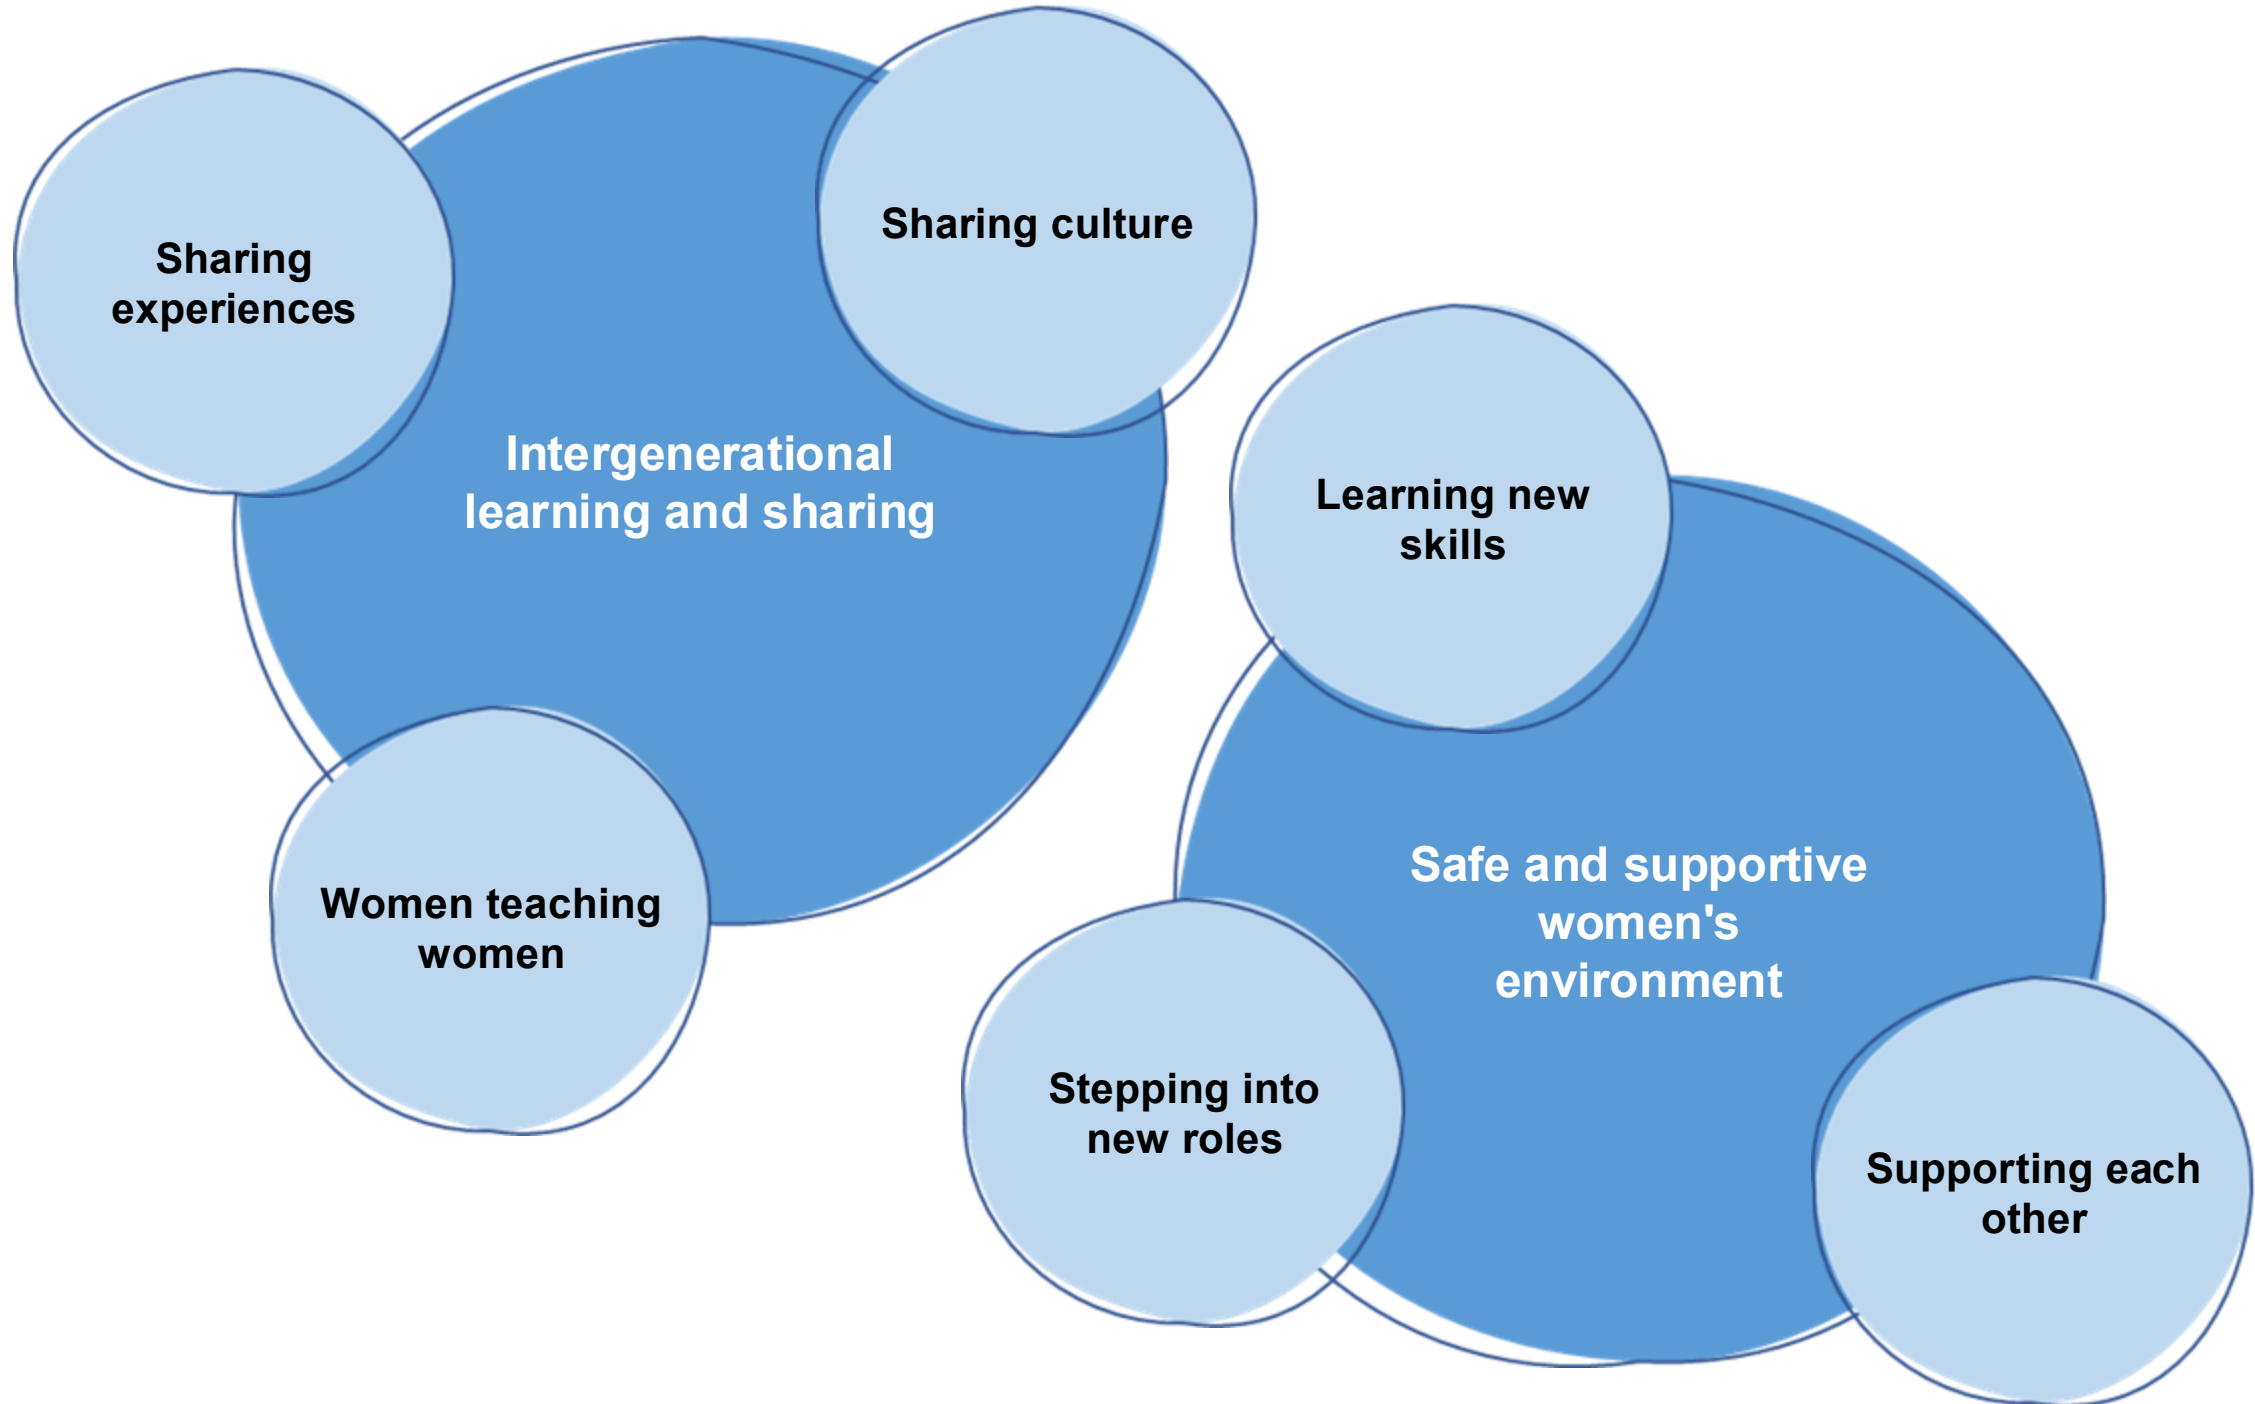 Sharing
experiences
Sharing culture
Intergenerational
learning and sharing
Women teaching
women
Learning new
skills
Safe and supportive
women's
environment
Stepping into
new roles
Supporting each
other